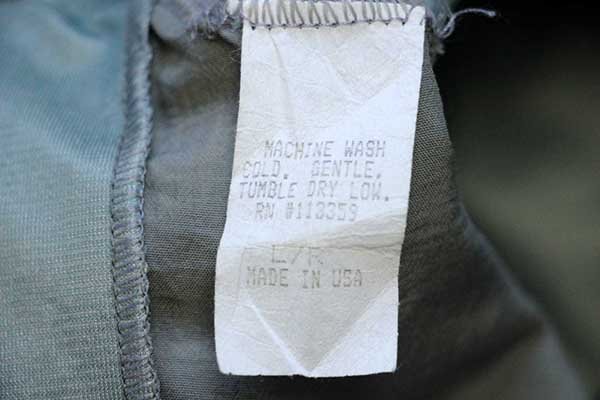 MACHINE WASH
COLD. GENTLE.
TUMBLE DRY LOW.
RN #113359
L/R
MADE IN USA